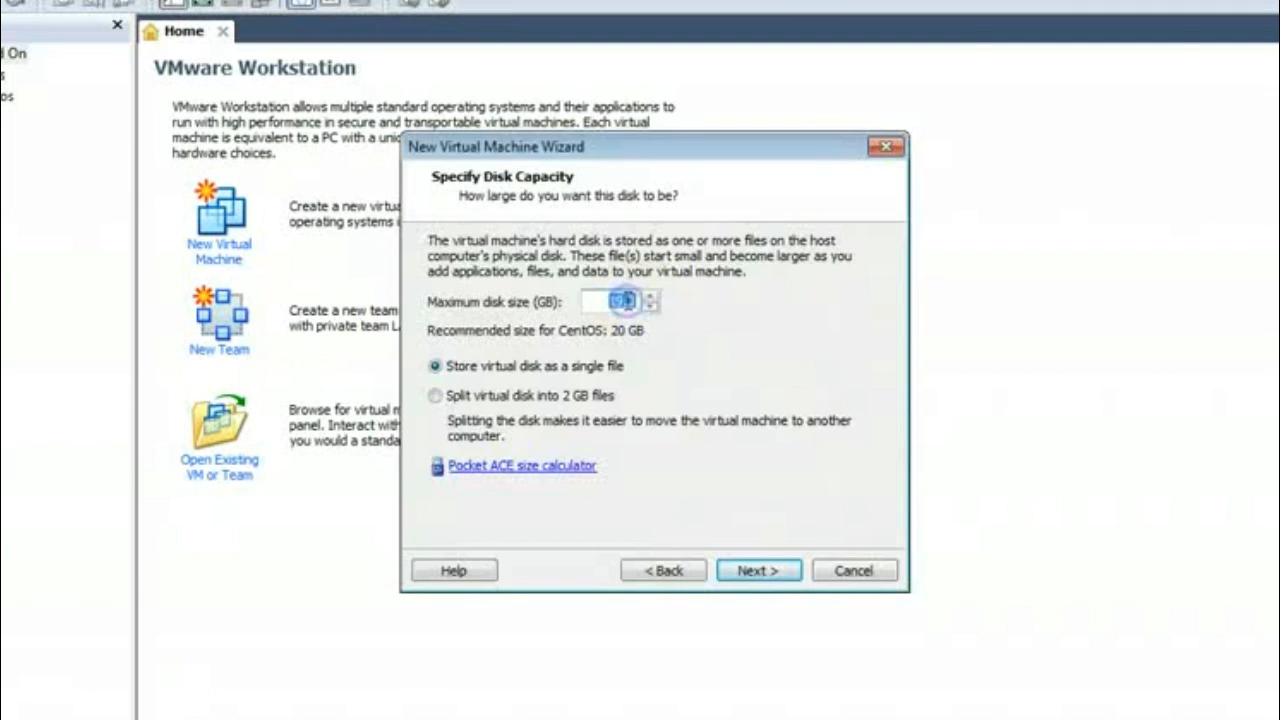 Home
VMware Workstation
VMware Workstation allows multiple standard operating systems and their applications to
run with high performance in secure and transportable virtual machines. Each virtual
machine is equivalent to a PC with a
hardware choices.
New Virtual
Machine
Create a new
operating systems
New Team
Create a new team
with private team
Open Existing
VM or Team
Browse for virtual
panel. Interact with
you would a
New Virtual Machine Wizard
Specify Disk Capacity
How large do you want this disk to be?
The virtual machine's hard disk is stored as one or more files on the host
computer's physical disk. These file(s) start small and become larger as you
add applications, files, and data to your virtual machine.
Maximum disk size (GB):
Recommended size for CentOS: 20 GB
Store virtual disk as a single file
Split virtual disk into 2 GB files
Splitting the disk makes it easier to move the virtual machine to another
computer.
Pocket ACE size calculator
Help
< Back
Next >
Cancel
On